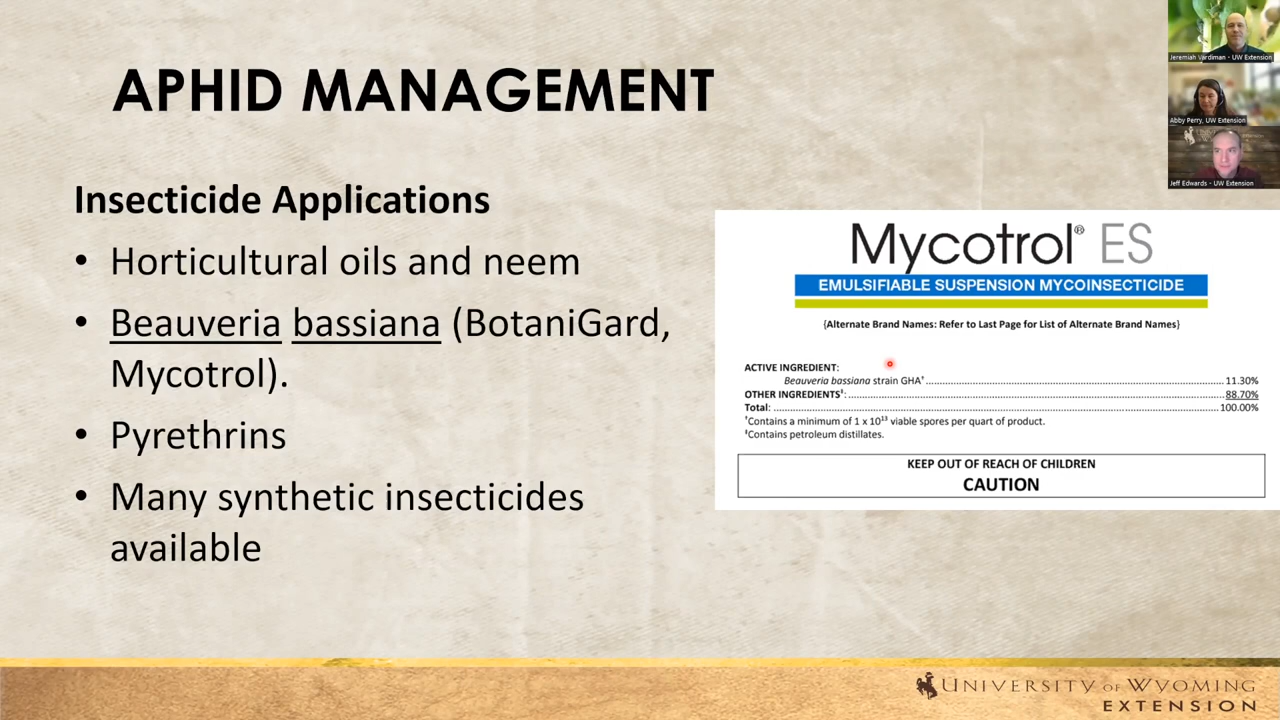 APHID MANAGEMENT
Insecticide Applications
• Horticultural oils and neem
• Beauveria bassiana (BotaniGard,
Mycotrol).
• Pyrethrins
• Many synthetic insecticides
available
Jeremiah Vardiman - UW Extension
Abby Perry, UW Extension
Jeff Edwards - UW Extension
Mycotrol® ES
EMULSIFIABLE SUSPENSION MYCOINSECTICIDE
{Alternate Brand Names: Refer to Last Page for List of Alternate Brand Names}
ACTIVE INGREDIENT:
Beauveria bassiana strain GHA† 11.30%
OTHER INGREDIENTS‡: 88.70%
Total: 100.00%
†Contains a minimum of 1 x 10¹³ viable spores per quart of product.
‡Contains petroleum distillates.
KEEP OUT OF REACH OF CHILDREN
CAUTION
UNIVERSITY OF WYOMING
EXTENSION